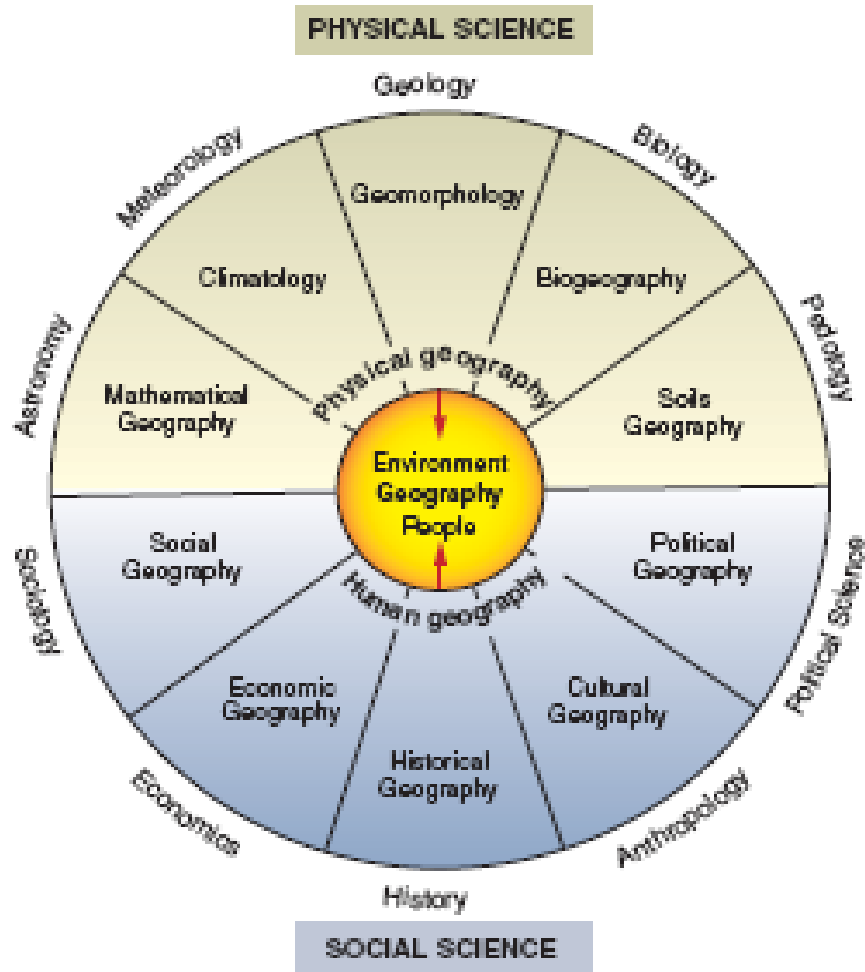 PHYSICAL SCIENCE
Geology
Meteorology
Biology
Geomorphology
Climatology
Biogeography
Astronomy
Pedology
Physical geography
Mathematical
Geography
Soils
Geography
Environment
Geography
People
Social
Geography
Political
Geography
Human geography
Sociology
Political Science
Economic
Geography
Cultural
Geography
Historical
Geography
Economics
Anthropology
History
SOCIAL SCIENCE